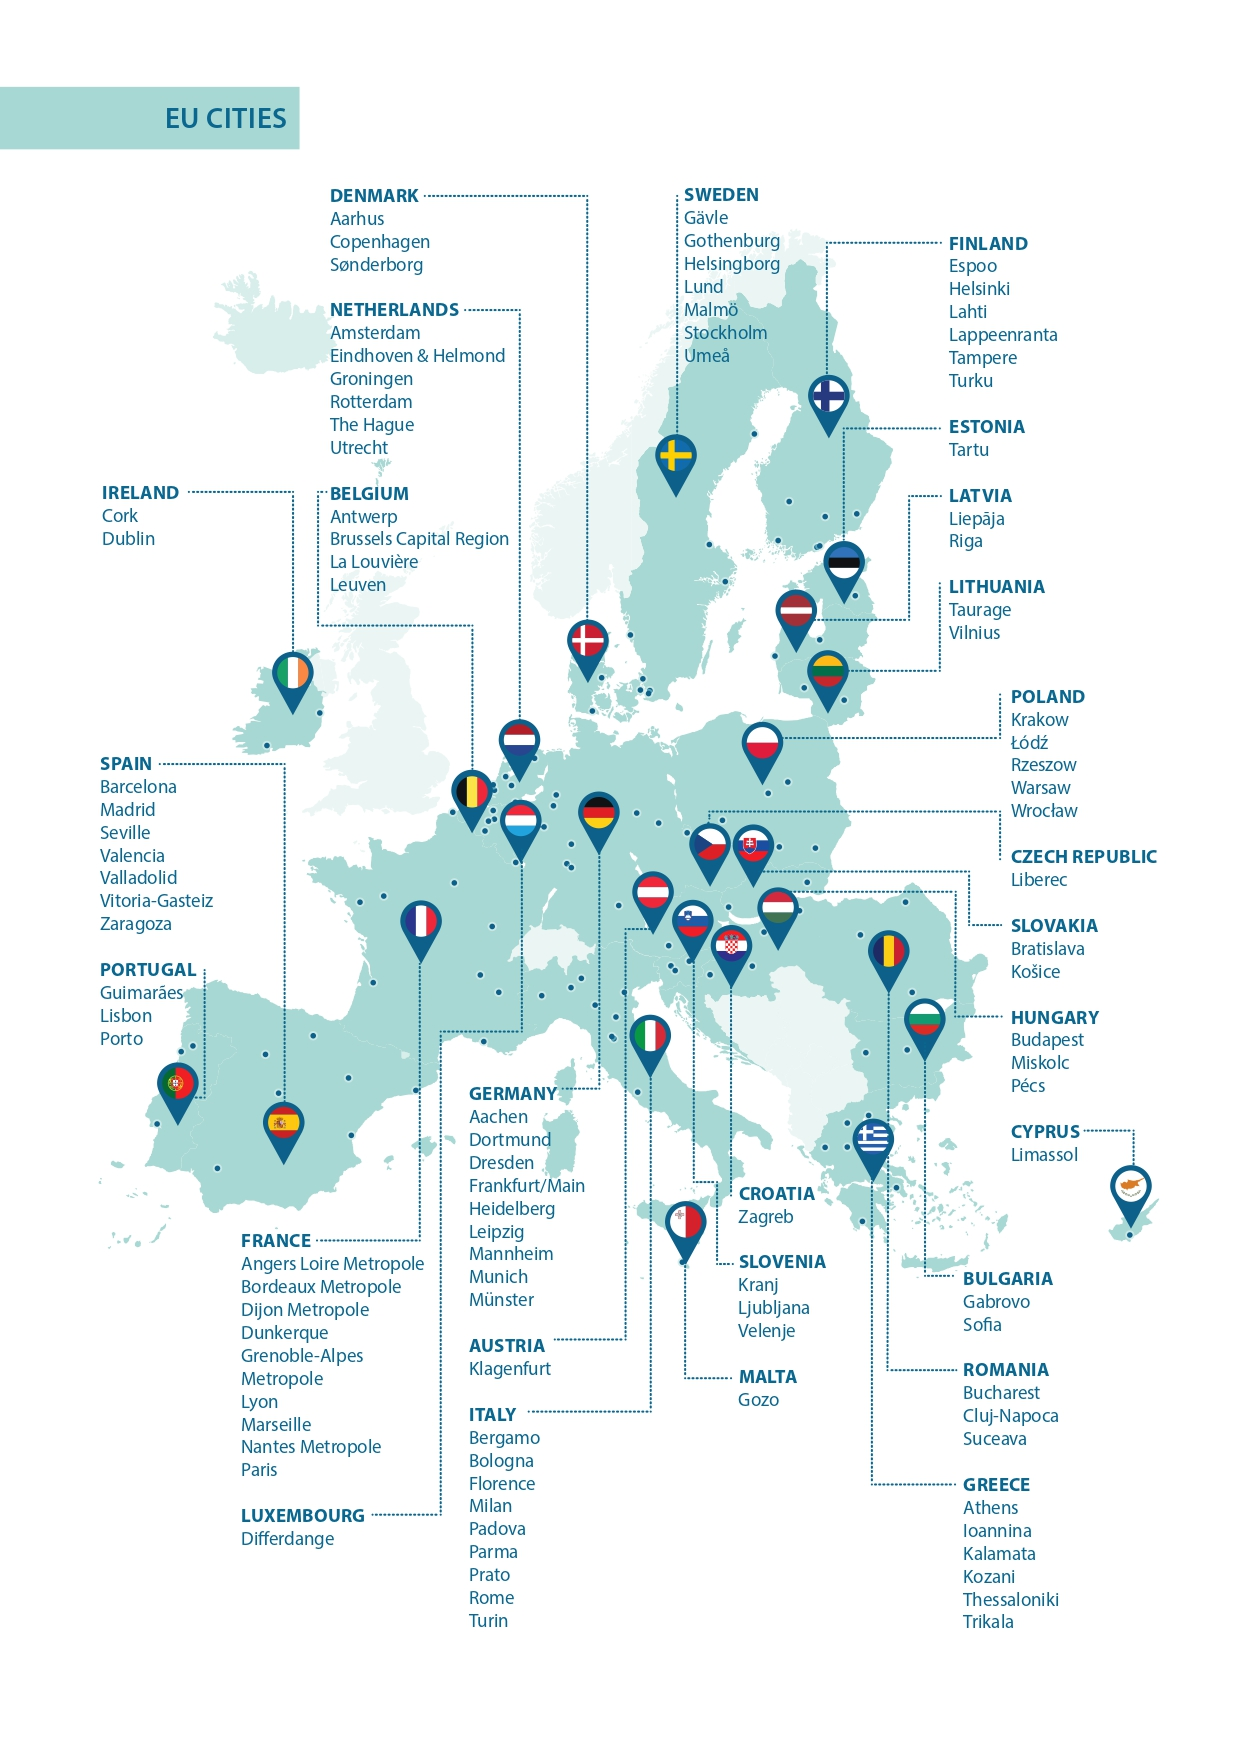 EU CITIES
DENMARK
Aarhus
Copenhagen
Sønderborg
NETHERLANDS
Amsterdam
Eindhoven & Helmond
Groningen
Rotterdam
The Hague
Utrecht
BELGIUM
Antwerp
Brussels Capital Region
La Louvière
Leuven
SWEDEN
Gävle
Gothenburg
Helsingborg
Lund
Malmö
Stockholm
Umeå
FINLAND
Espoo
Helsinki
Lahti
Lappeenranta
Tampere
Turku
ESTONIA
Tartu
LATVIA
Liepāja
Riga
LITHUANIA
Taurage
Vilnius
IRELAND
Cork
Dublin
SPAIN
Barcelona
Madrid
Seville
Valencia
Valladolid
Vitoria-Gasteiz
Zaragoza
PORTUGAL
Guimarães
Lisbon
Porto
POLAND
Krakow
Łódź
Rzeszow
Warsaw
Wrocław
CZECH REPUBLIC
Liberec
SLOVAKIA
Bratislava
Košice
HUNGARY
Budapest
Miskolc
Pécs
CYPRUS
Limassol
FRANCE
Angers Loire Metropole
Bordeaux Metropole
Dijon Metropole
Dunkerque
Grenoble-Alpes
Metropole
Lyon
Marseille
Nantes Metropole
Paris
LUXEMBOURG
Differdange
GERMANY
Aachen
Dortmund
Dresden
Frankfurt/Main
Heidelberg
Leipzig
Mannheim
Munich
Münster
AUSTRIA
Klagenfurt
ITALY
Bergamo
Bologna
Florence
Milan
Padova
Parma
Prato
Rome
Turin
CROATIA
Zagreb
SLOVENIA
Kranj
Ljubljana
Velenje
MALTA
Gozo
BULGARIA
Gabrovo
Sofia
ROMANIA
Bucharest
Cluj-Napoca
Suceava
GREECE
Athens
Ioannina
Kalamata
Kozani
Thessaloniki
Trikala